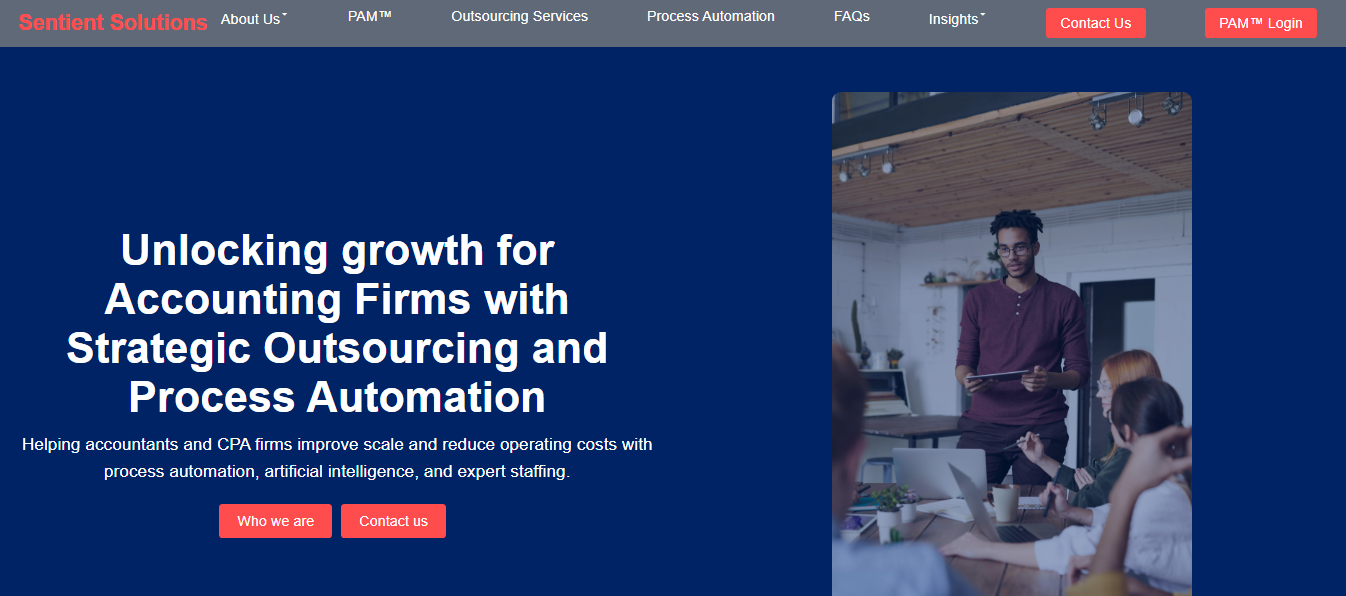 Sentient Solutions
About Us
PAM™
Outsourcing Services
Process Automation
FAQs
Insights
Contact Us
PAM™ Login
Unlocking growth for
Accounting Firms with
Strategic Outsourcing and
Process Automation
Helping accountants and CPA firms improve scale and reduce operating costs with
process automation, artificial intelligence, and expert staffing.
Who we are
Contact us